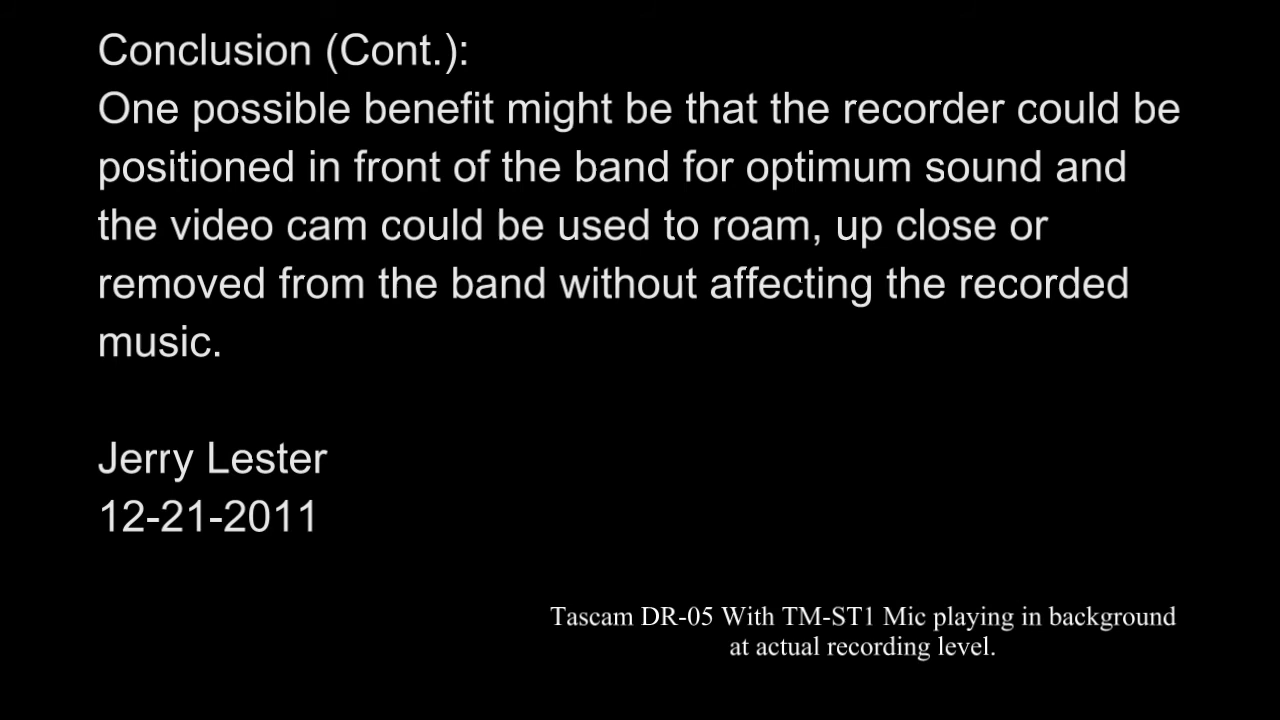 Conclusion (Cont.):
One possible benefit might be that the recorder could be
positioned in front of the band for optimum sound and
the video cam could be used to roam, up close or
removed from the band without affecting the recorded
music.
Jerry Lester
12-21-2011
Tascam DR-05 With TM-ST1 Mic playing in background
at actual recording level.